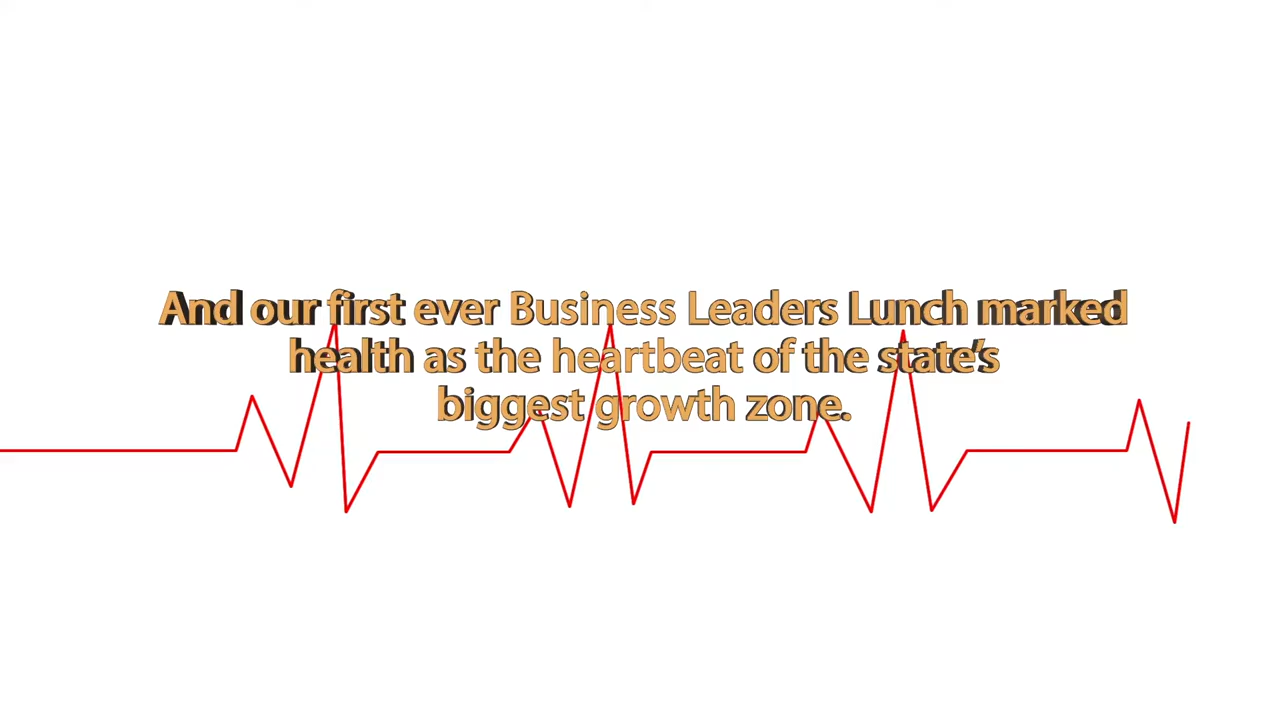 And our first ever Business Leaders Lunch marked
health as the heartbeat of the state’s
biggest growth zone.